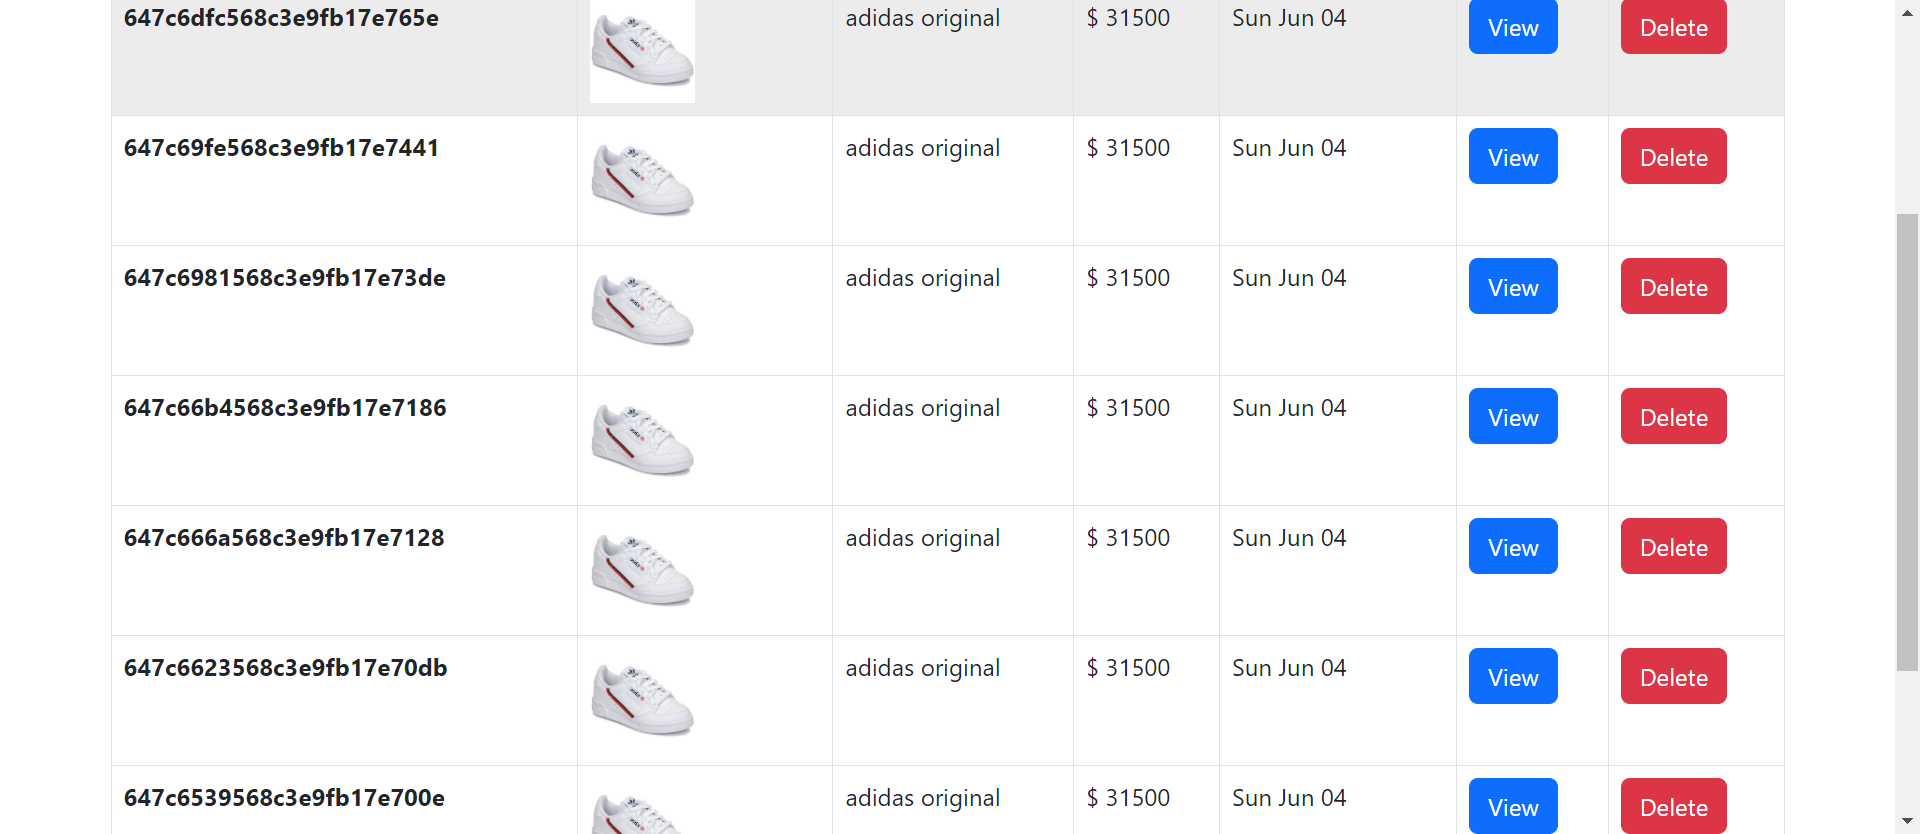 647c6dfc568c3e9fb17e765e adidas original $ 31500 Sun Jun 04 View Delete
647c69fe568c3e9fb17e7441 adidas original $ 31500 Sun Jun 04 View Delete
647c6981568c3e9fb17e73de adidas original $ 31500 Sun Jun 04 View Delete
647c66b4568c3e9fb17e7186 adidas original $ 31500 Sun Jun 04 View Delete
647c666a568c3e9fb17e7128 adidas original $ 31500 Sun Jun 04 View Delete
647c6623568c3e9fb17e70db adidas original $ 31500 Sun Jun 04 View Delete
647c6539568c3e9fb17e700e adidas original $ 31500 Sun Jun 04 View Delete